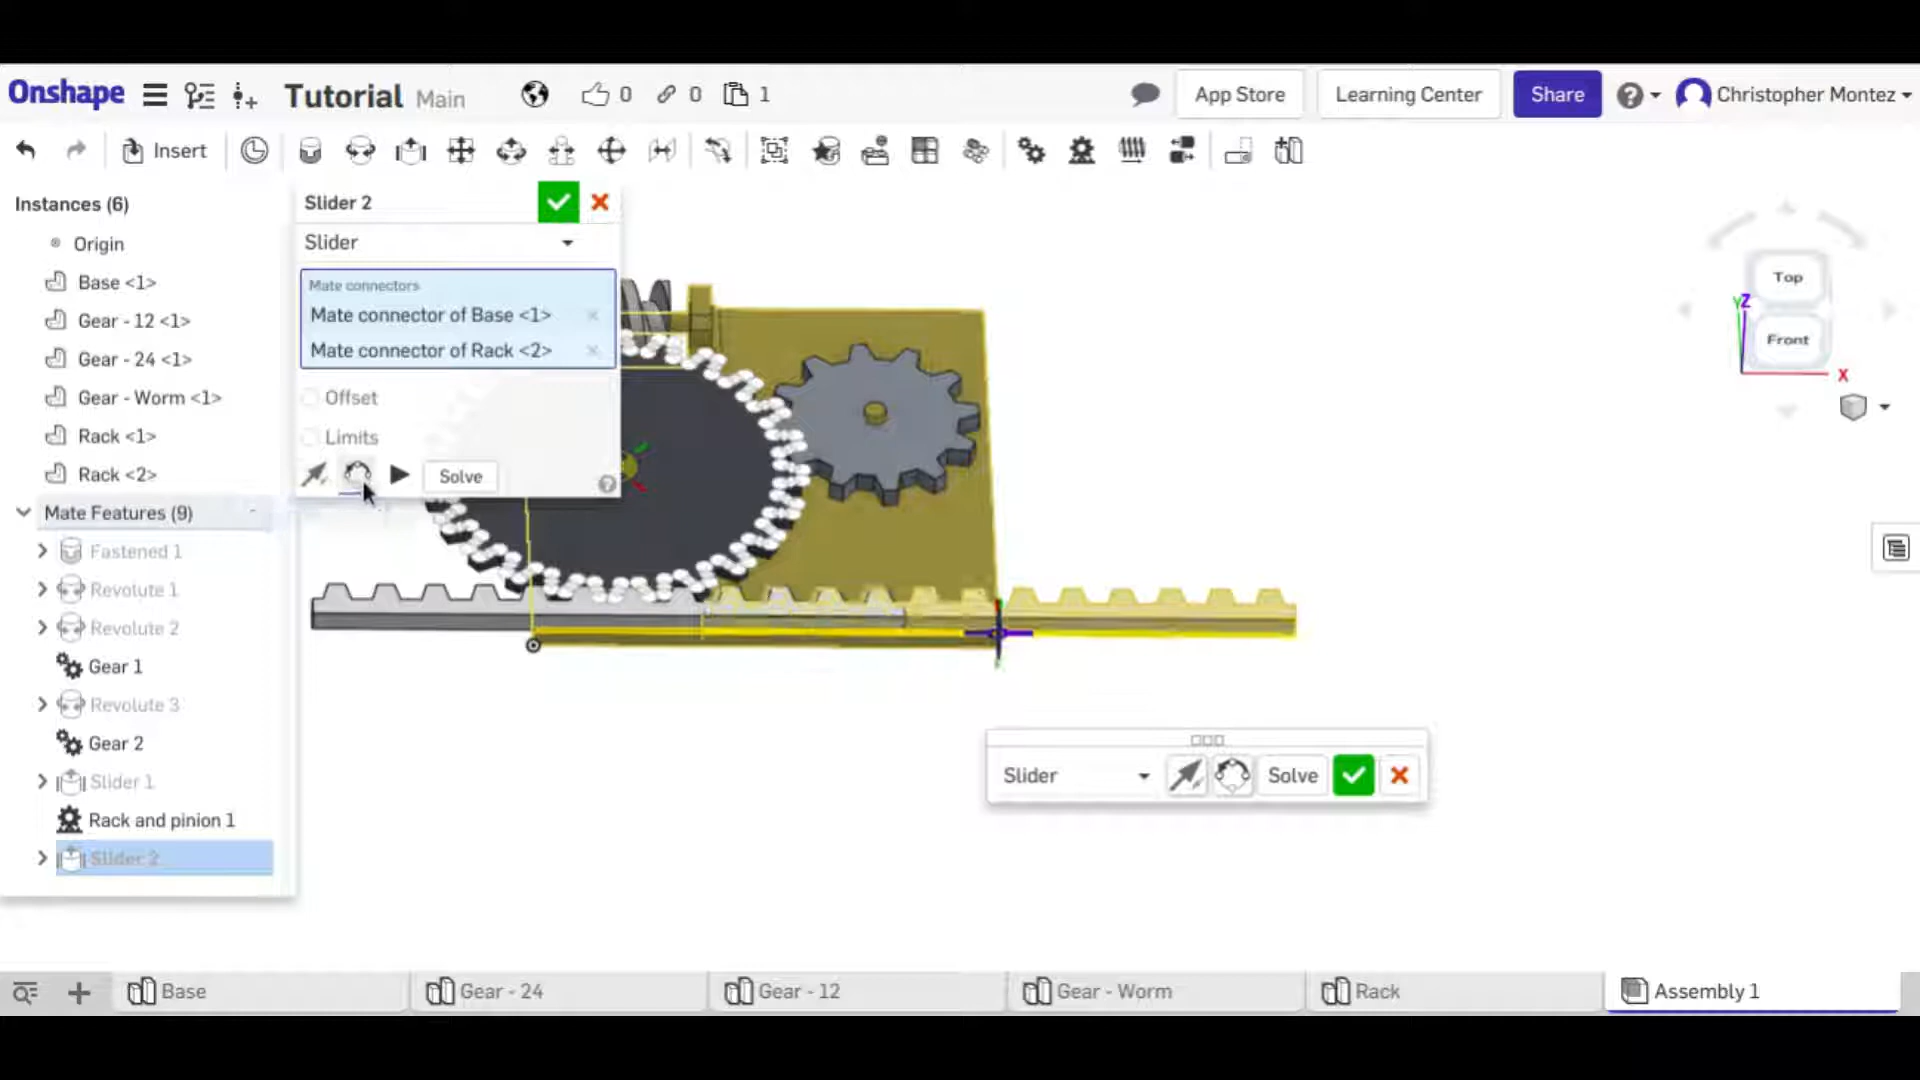 Onshape
Tutorial Main
0
0
1
App Store
Learning Center
Share
Christopher Montez
Insert
Instances (6)
Origin
Base <1>
Gear - 12 <1>
Gear - 24 <1>
Gear - Worm <1>
Rack <1>
Rack <2>
Mate Features (9)
Fastened 1
Revolute 1
Revolute 2
Gear 1
Revolute 3
Gear 2
Slider 1
Rack and pinion 1
Slider 2
Slider 2
Slider
Mate connectors
Mate connector of Base <1>
Mate connector of Rack <2>
Offset
Limits
Solve
Top
Front
Z
Y
X
Slider
Solve
Base
Gear - 24
Gear - 12
Gear - Worm
Rack
Assembly 1